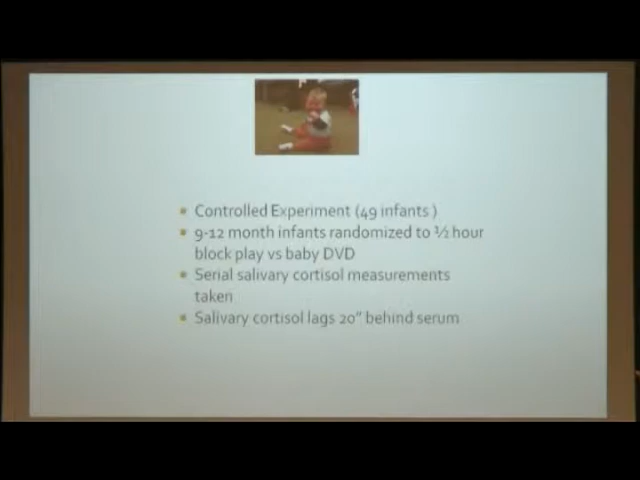 Controlled Experiment (49 infants )
9-12 month infants randomized to ½ hour
block play vs baby DVD
Serial salivary cortisol measurements
taken
Salivary cortisol lags 20" behind serum